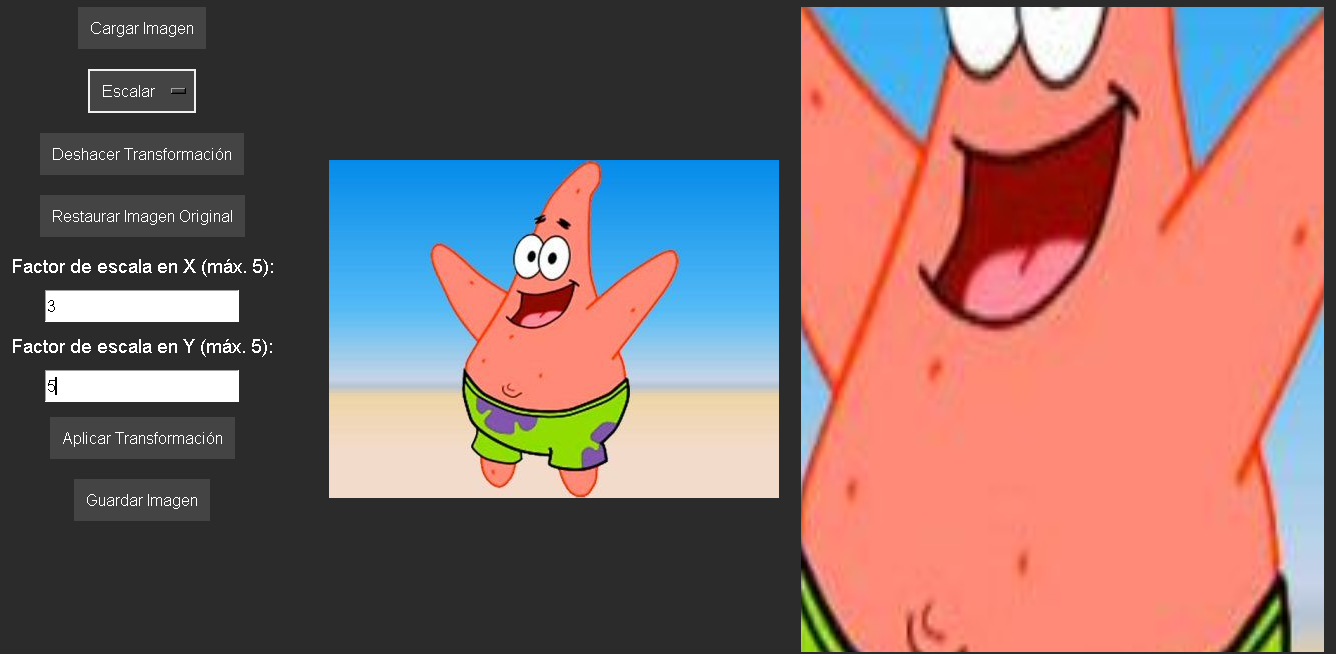 Cargar Imagen
Escalar
Deshacer Transformación
Restaurar Imagen Original
Factor de escala en X (máx. 5):
3
Factor de escala en Y (máx. 5):
5
Aplicar Transformación
Guardar Imagen